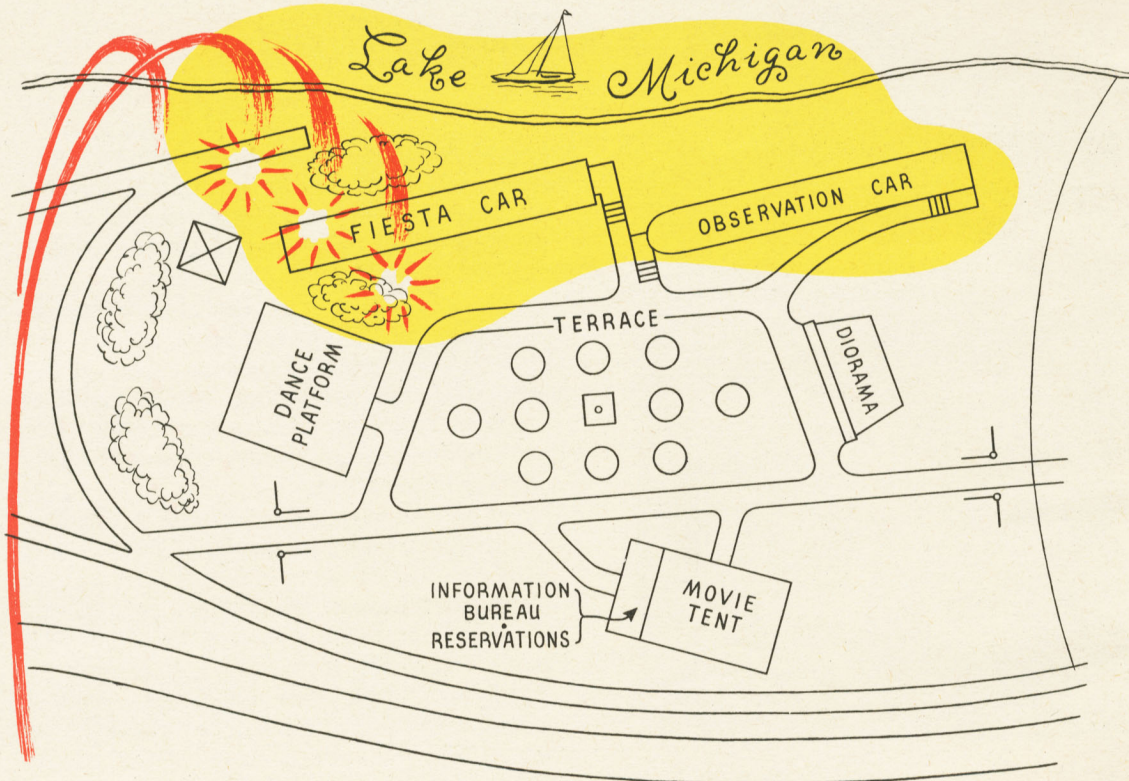 Lake Michigan
FIESTA CAR
OBSERVATION CAR
TERRACE
DANCE
PLATFORM
DIORAMA
INFORMATION
BUREAU
•
RESERVATIONS
MOVIE
TENT